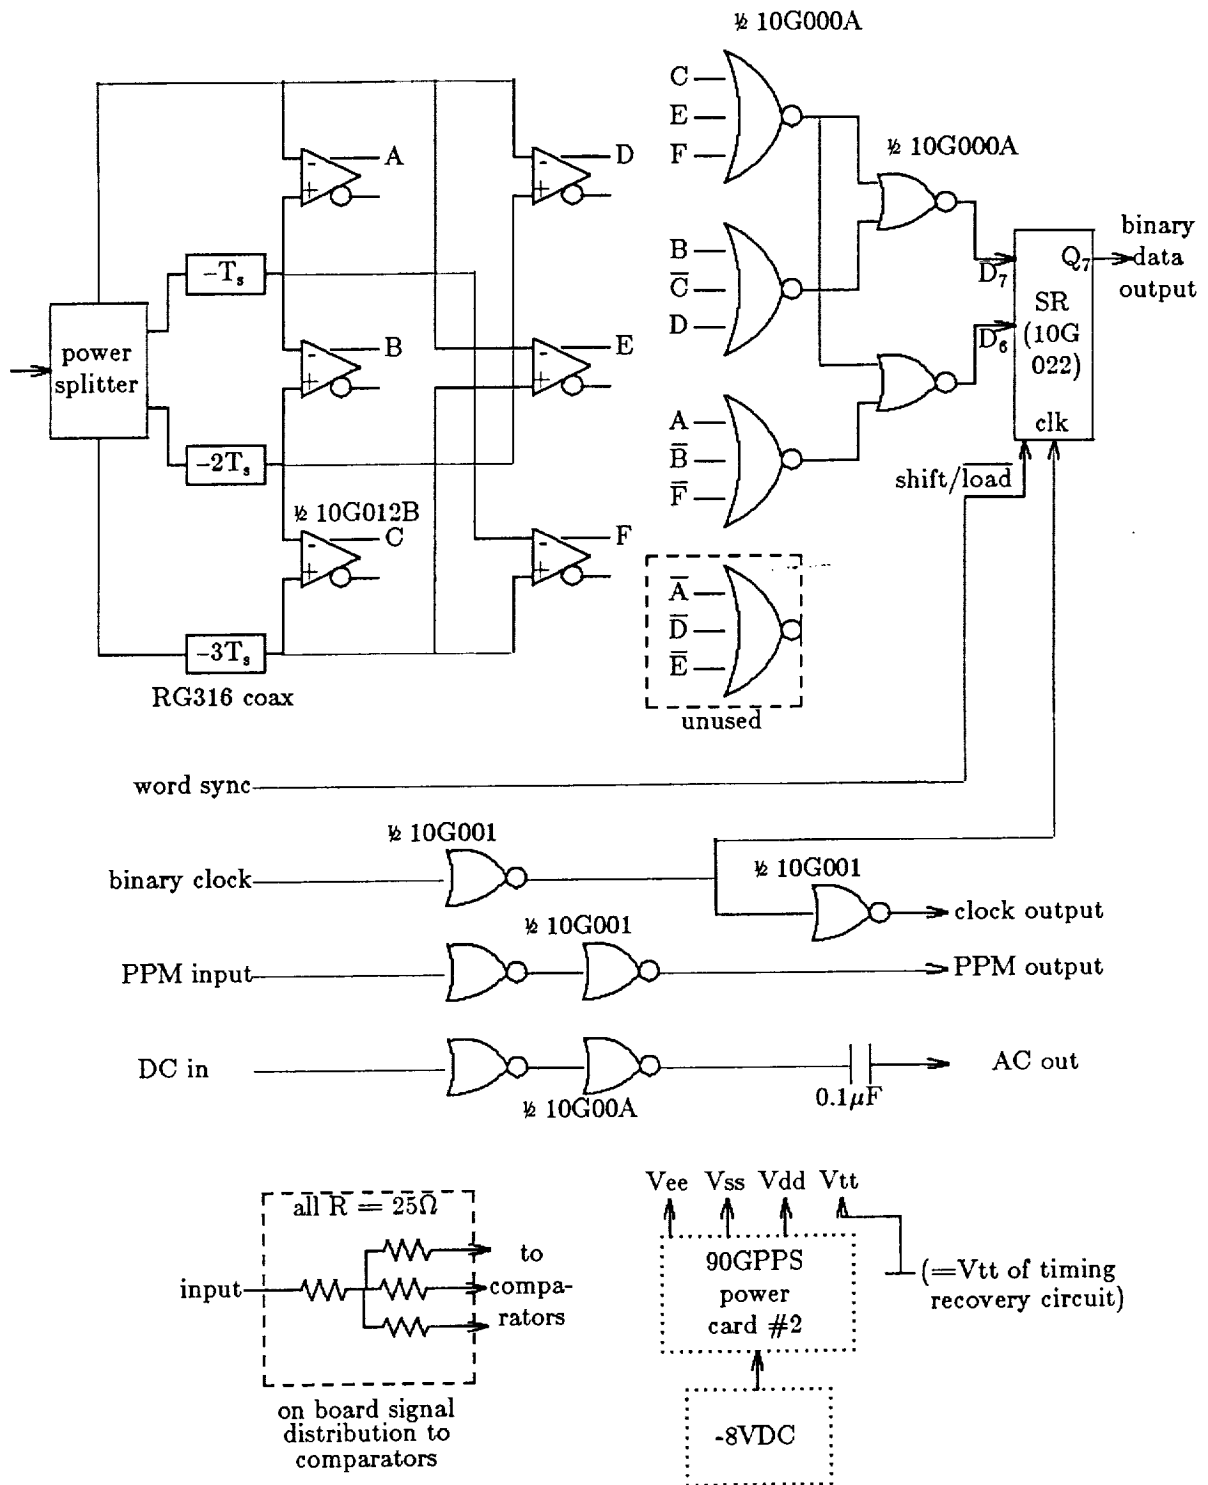 ½ 10G000A
C
E
F
½ 10G000A
A
D
B
C̅
D
-Tₛ
power
splitter
B
E
D̅₇
Q₇
SR
(10G
022)
clk
binary
data
output
D̅₆
-2Tₛ
½ 10G012B
C
F
A
B̅
F̅
shift/l̅o̅a̅d̅
-3Tₛ
RG316 coax
A̅
D̅
E̅
unused
word sync
½ 10G001
binary clock
½ 10G001
clock output
½ 10G001
PPM input
PPM output
DC in
½ 10G00A
0.1μF
AC out
all R = 25Ω
input
to
compa-
rators
on board signal
distribution to
comparators
Vee Vss Vdd Vtt
90GPPS
power
card #2
(=Vtt of timing
recovery circuit)
-8VDC